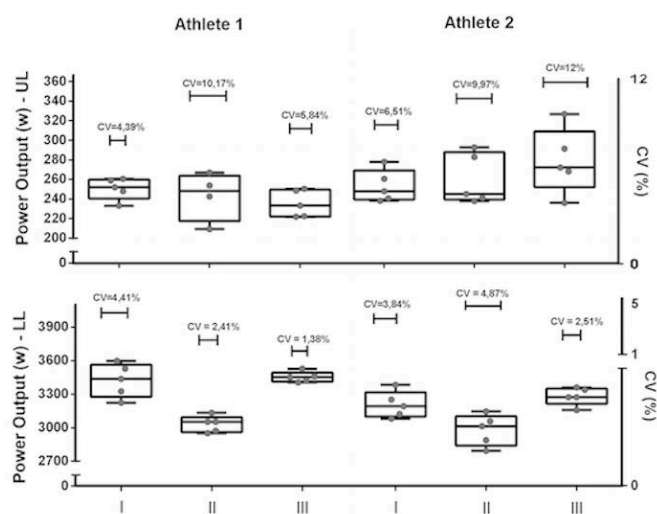 Athlete 1 Athlete 2
Power Output (w) - UL
360
340
320
300
280
260
240
220
200
0
CV=4,39%
CV=10,17%
CV=5,84%
CV=6,51%
CV=9,97%
CV=12%
12
0
CV (%)
Power Output (w) - LL
3900
3600
3300
3000
2700
0
CV=4,41%
CV = 2,41%
CV = 1,38%
CV=3,84%
CV = 4,87%
CV = 2,51%
5
1
0
CV (%)
I II III I II III